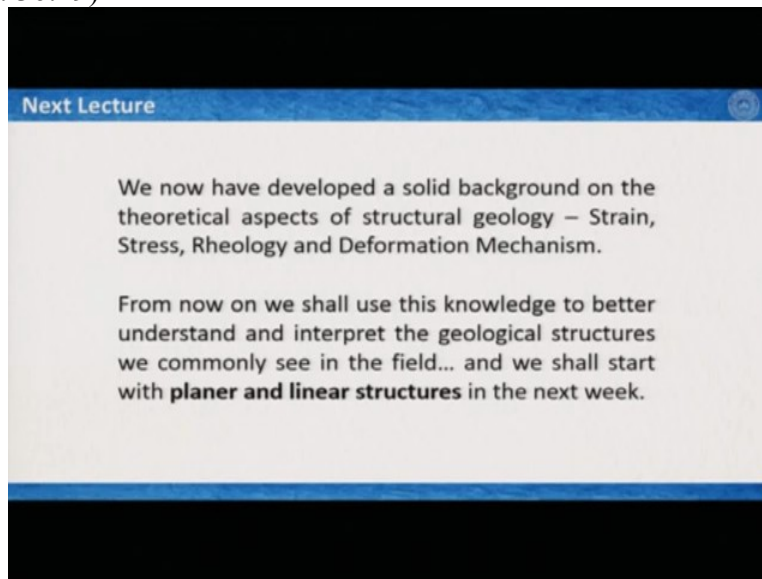 Next Lecture
We now have developed a solid background on the
theoretical aspects of structural geology – Strain,
Stress, Rheology and Deformation Mechanism.
From now on we shall use this knowledge to better
understand and interpret the geological structures
we commonly see in the field... and we shall start
with planer and linear structures in the next week.